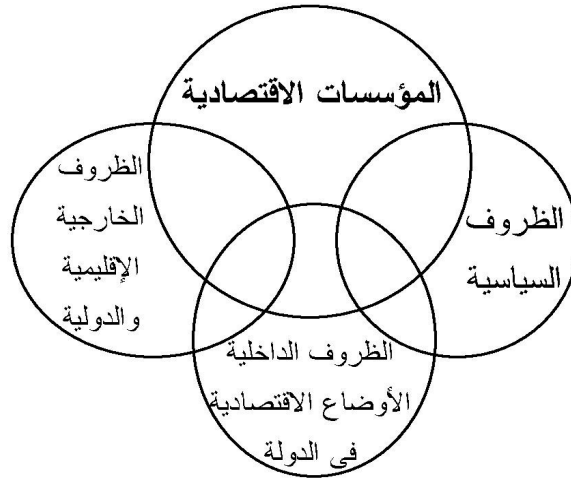 المؤسسات الاقتصادية
الظروف
السياسية
الظروف
الخارجية
الإقليمية
والدولية
الظروف الداخلية
الأوضاع الاقتصادية
فى الدولة